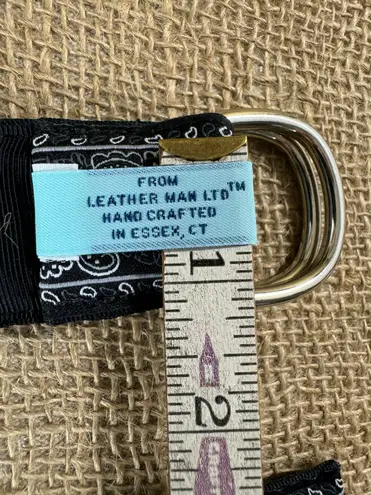 FROM
LEATHER MAN LTD™
HAND CRAFTED
IN ESSEX, CT
1
2